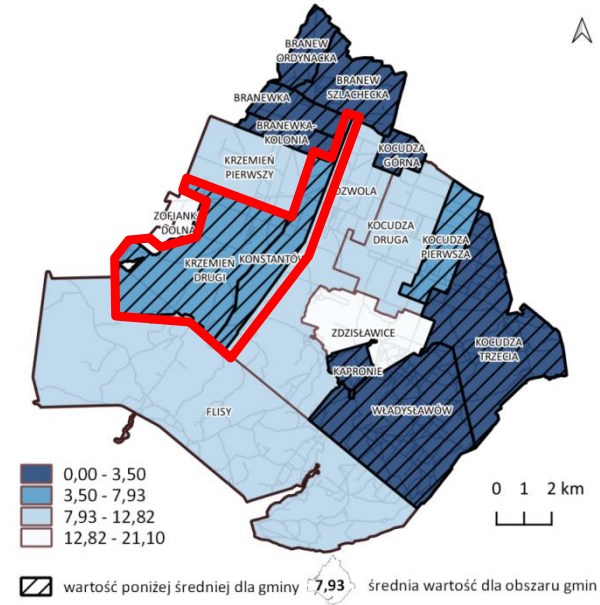 BRANEW
ORDYNACKA
BRANEW
SZLACHECKA
BRANEWKA
BRANEWKA-
KOLONIA
KOCUDZA
GÓRNA
KRZEMIEŃ
PIERWSZY
DZWOLA
ZOFIANKA
DOLNA
KOCUDZA
DRUGA
KOCUDZA
PIERWSZA
KRZEMIEŃ
DRUGI
KONSTANTÓW
ZDZISŁAWICE
KOCUDZA
TRZECIA
KAPRONIE
FLISY
WŁADYSŁAWÓW
0,00 - 3,50
3,50 - 7,93
7,93 - 12,82
12,82 - 21,10
0 1 2 km
wartość poniżej średniej dla gminy
7,93
średnia wartość dla obszaru gmin